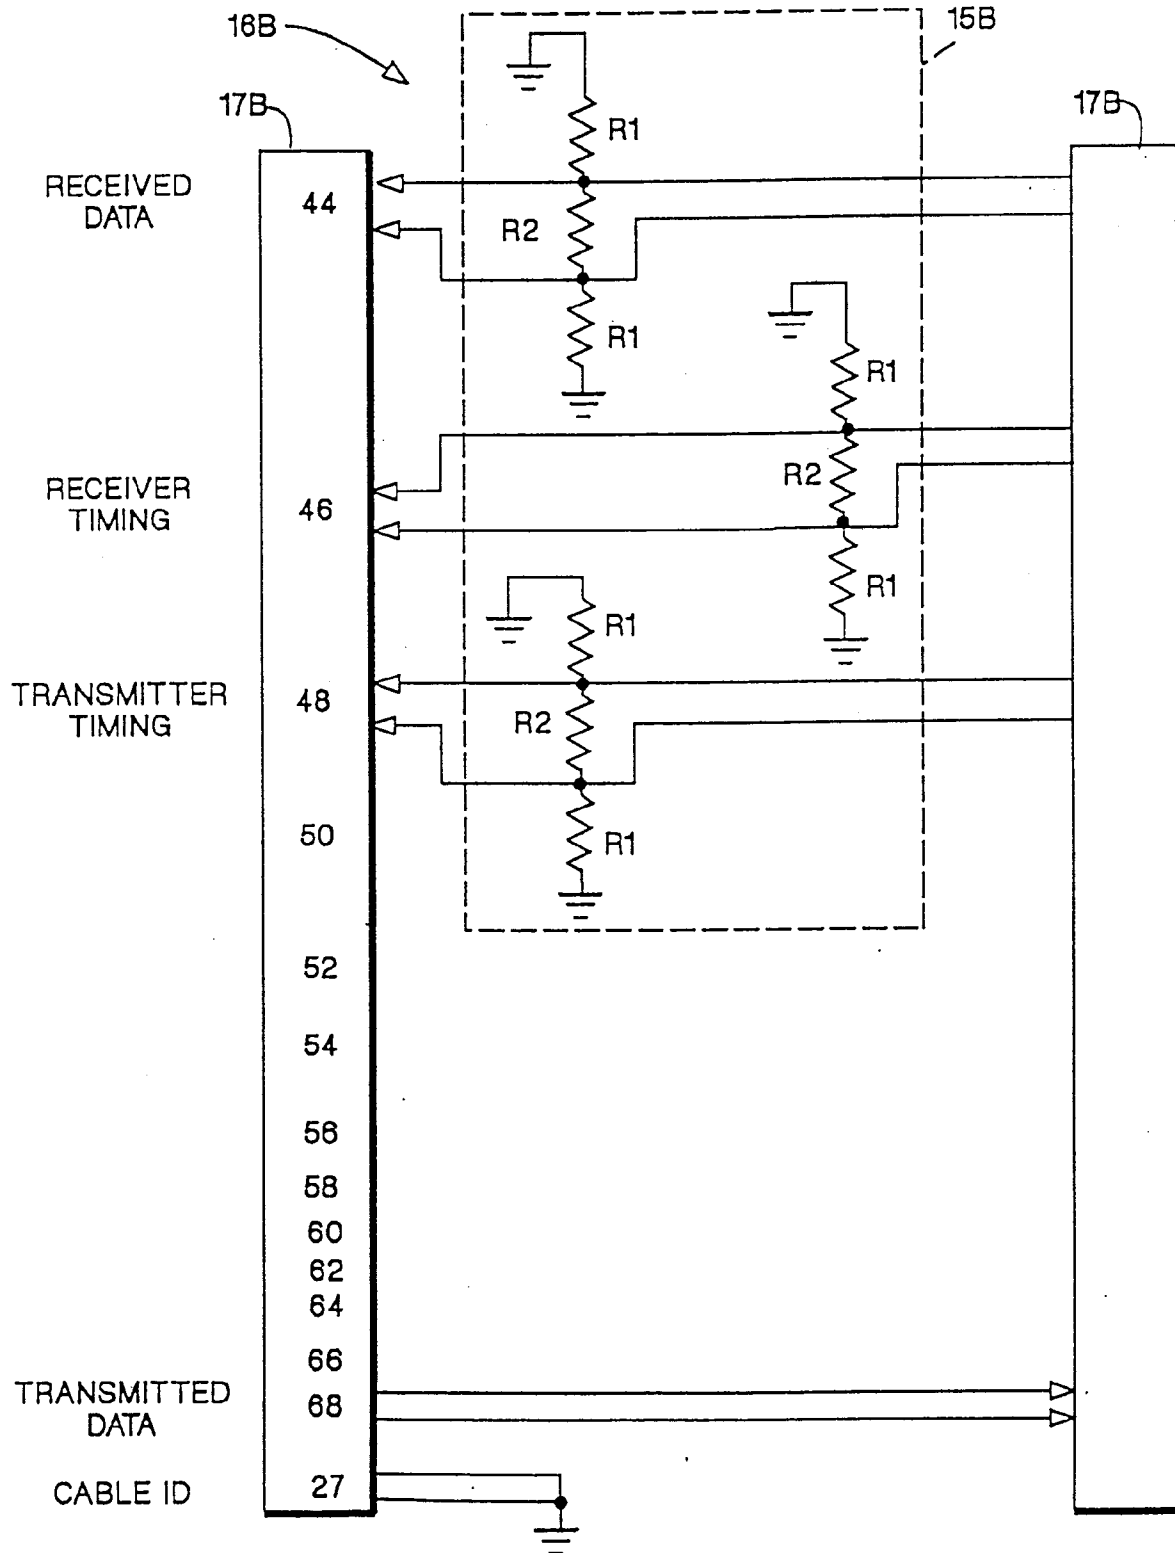 16B
15B
17B
17B
R1
RECEIVED
DATA
44
R2
R1
R1
R2
RECEIVER
TIMING
46
R1
R1
TRANSMITTER
TIMING
48
R2
50
R1
52
54
56
58
60
62
64
66
TRANSMITTED
DATA
68
CABLE ID
27